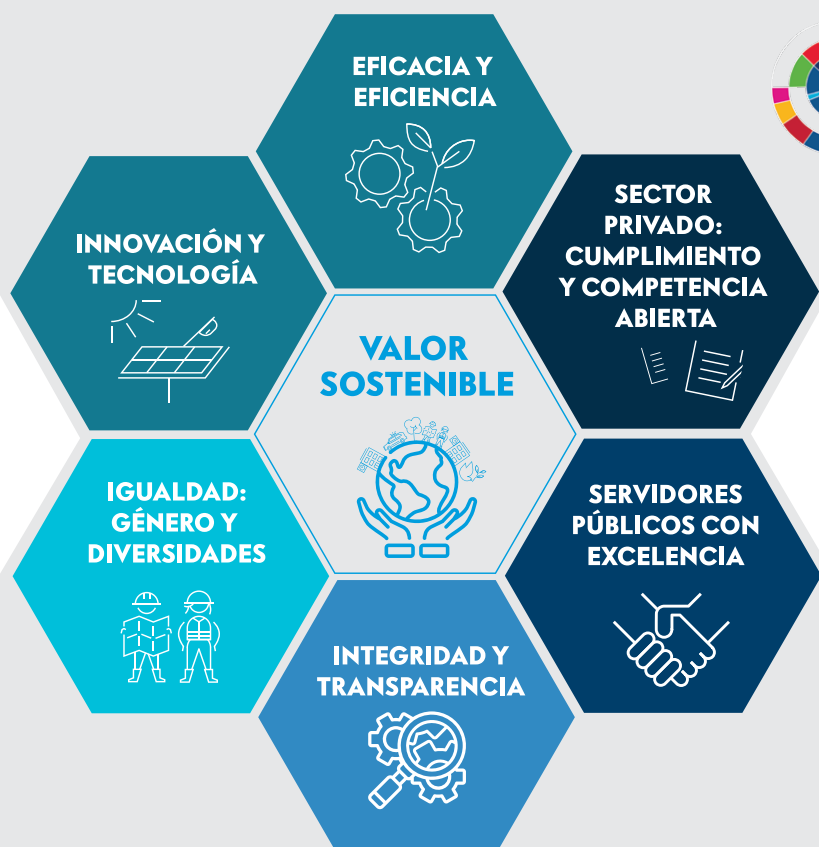 EFICACIA Y
EFICIENCIA
SECTOR
PRIVADO:
CUMPLIMIENTO
Y COMPETENCIA
ABIERTA
INNOVACIÓN Y
TECNOLOGÍA
VALOR
SOSTENIBLE
IGUALDAD:
GÉNERO Y
DIVERSIDADES
SERVIDORES
PÚBLICOS CON
EXCELENCIA
INTEGRIDAD Y
TRANSPARENCIA